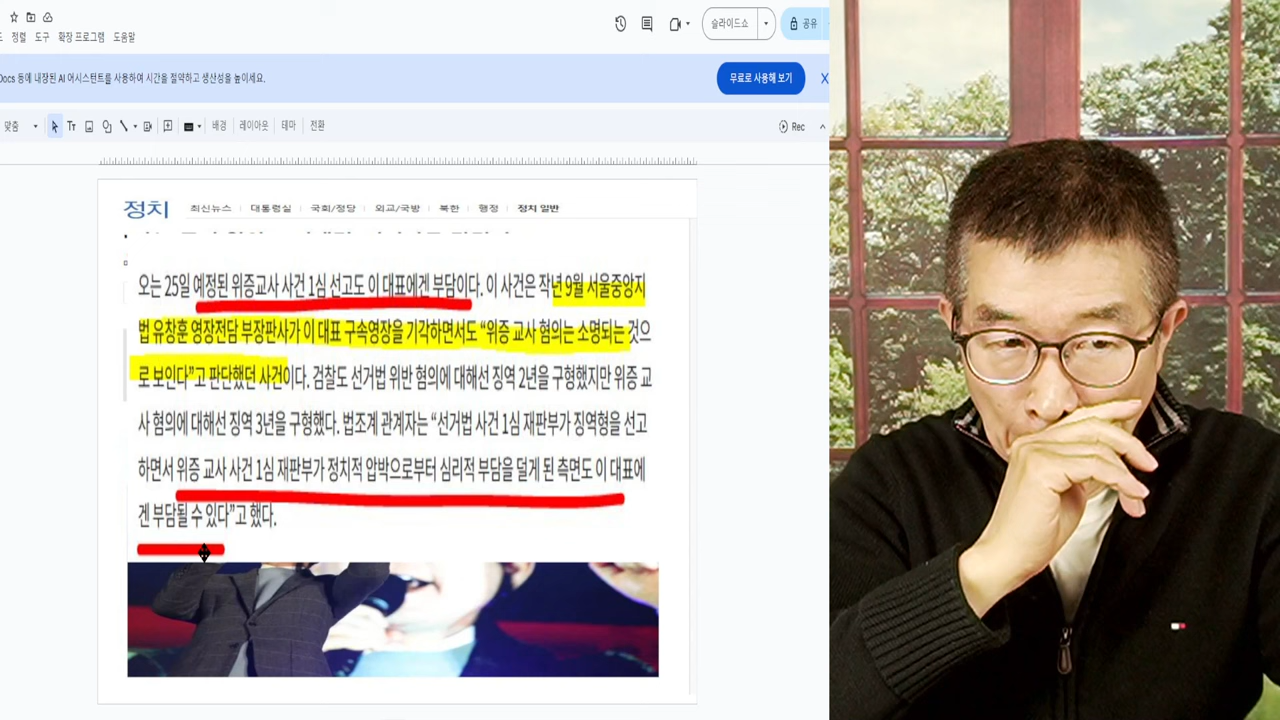 정렬 도구 확장 프로그램 도움말
슬라이드쇼
공유
Docs 등에 내장된 AI 어시스턴트를 사용하여 시간을 절약하고 생산성을 높이세요.
무료로 사용해 보기
맞춤
배경 레이아웃 테마 전환
Rec
정치
최신뉴스 대통령실 국회/정당 외교/국방 북한 행정 정치 일반
오는 25일 예정된 위증교사 사건 1심 선고도 이 대표에겐 부담이다. 이 사건은 작년 9월 서울중앙지
법 유창훈 영장전담 부장판사가 이 대표 구속영장을 기각하면서도 “위증 교사 혐의는 소명되는 것으
로 보인다”고 판단했던 사건이다. 검찰도 선거법 위반 혐의에 대해선 징역 2년을 구형했지만 위증 교
사 혐의에 대해선 징역 3년을 구형했다. 법조계 관계자는 “선거법 사건 1심 재판부가 징역형을 선고
하면서 위증 교사 사건 1심 재판부가 정치적 압박으로부터 심리적 부담을 덜게 된 측면도 이 대표에
겐 부담될 수 있다”고 했다.